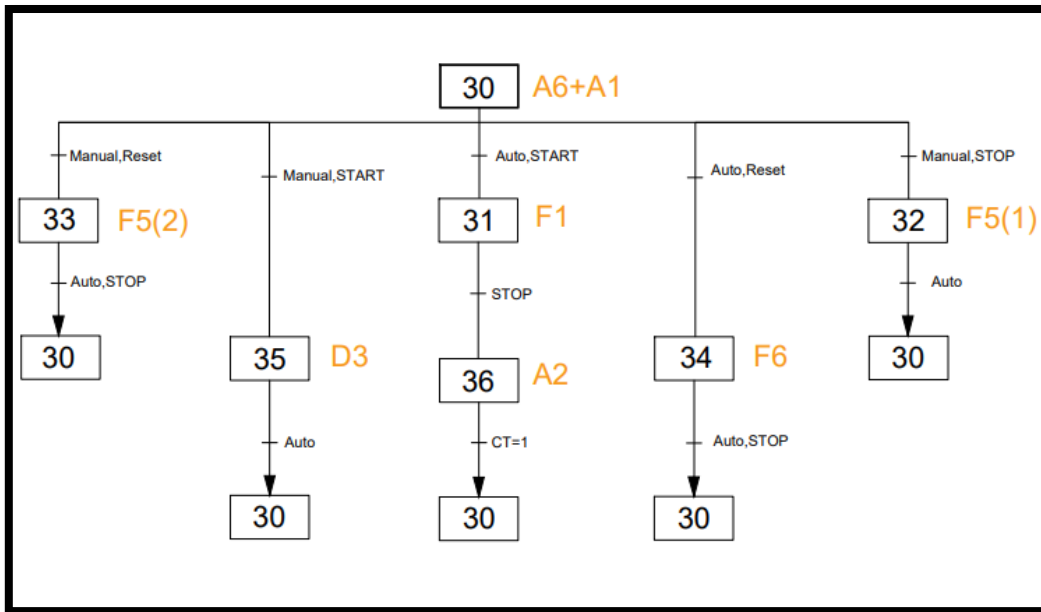 30 A6+A1
Manual,Reset
Manual,START
Auto,START
Auto,Reset
Manual,STOP
33 F5(2)
31 F1
32 F5(1)
Auto,STOP
STOP
Auto
30
35 D3
36 A2
34 F6
30
Auto
CT=1
Auto,STOP
30
30
30